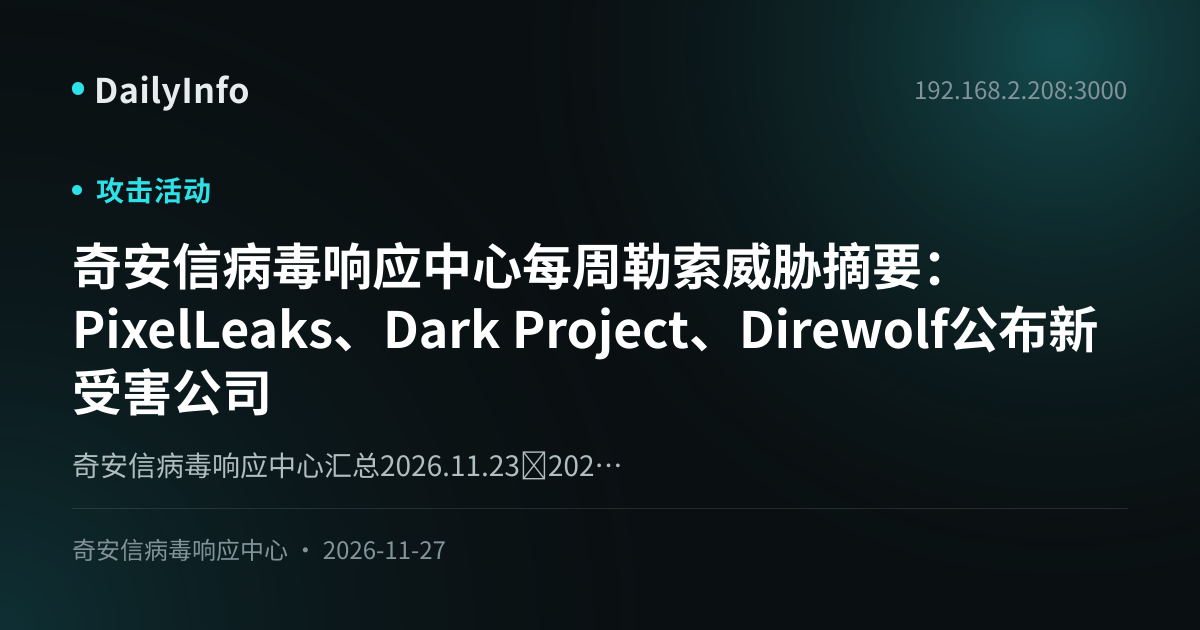 DailyInfo
192.168.2.208:3000
攻击活动
奇安信病毒响应中心每周勒索威胁摘要：
PixelLeaks、Dark Project、Direwolf公布新
受害公司
奇安信病毒响应中心汇总2026.11.23☒202…
奇安信病毒响应中心 • 2026-11-27